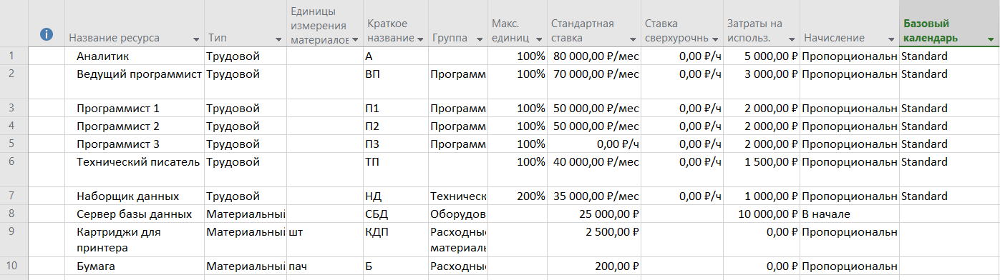 Название ресурса Тип Единицы измерения материалов Краткое название Группа Макс. единиц Стандартная ставка Ставка сверхурочнь Затраты на использ. Начисление Базовый календарь
1 Аналитик Трудовой А 100% 80 000,00 ₽/мес 0,00 ₽/ч 5 000,00 ₽ Пропорциональн Standard
2 Ведущий программист Трудовой ВП Программ 100% 70 000,00 ₽/мес 0,00 ₽/ч 3 000,00 ₽ Пропорциональн Standard
3 Программист 1 Трудовой П1 Программ 100% 50 000,00 ₽/мес 0,00 ₽/ч 2 000,00 ₽ Пропорциональн Standard
4 Программист 2 Трудовой П2 Программ 100% 50 000,00 ₽/мес 0,00 ₽/ч 2 000,00 ₽ Пропорциональн Standard
5 Программист 3 Трудовой П3 Программ 100% 0,00 ₽/ч 0,00 ₽/ч 2 000,00 ₽ Пропорциональн Standard
6 Технический писатель Трудовой ТП 100% 40 000,00 ₽/мес 0,00 ₽/ч 1 500,00 ₽ Пропорциональн Standard
7 Наборщик данных Трудовой НД Техническ 200% 35 000,00 ₽/мес 0,00 ₽/ч 1 000,00 ₽ Пропорциональн Standard
8 Сервер базы данных Материальный СБД Оборудов 25 000,00 ₽ 10 000,00 ₽ В начале
9 Картриджи для Материальный шт КДП Расходные 2 500,00 ₽ 0,00 ₽ Пропорциональн
принтера материаль
10 Бумага Материальный пач Б Расходные 200,00 ₽ 0,00 ₽ Пропорциональн